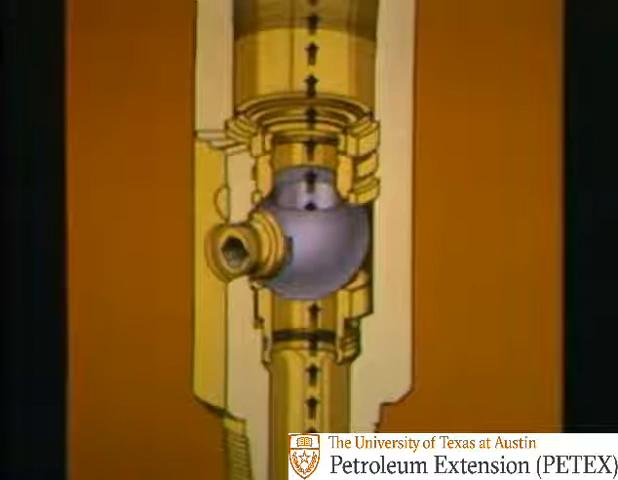 The University of Texas at Austin
Petroleum Extension (PETEX)